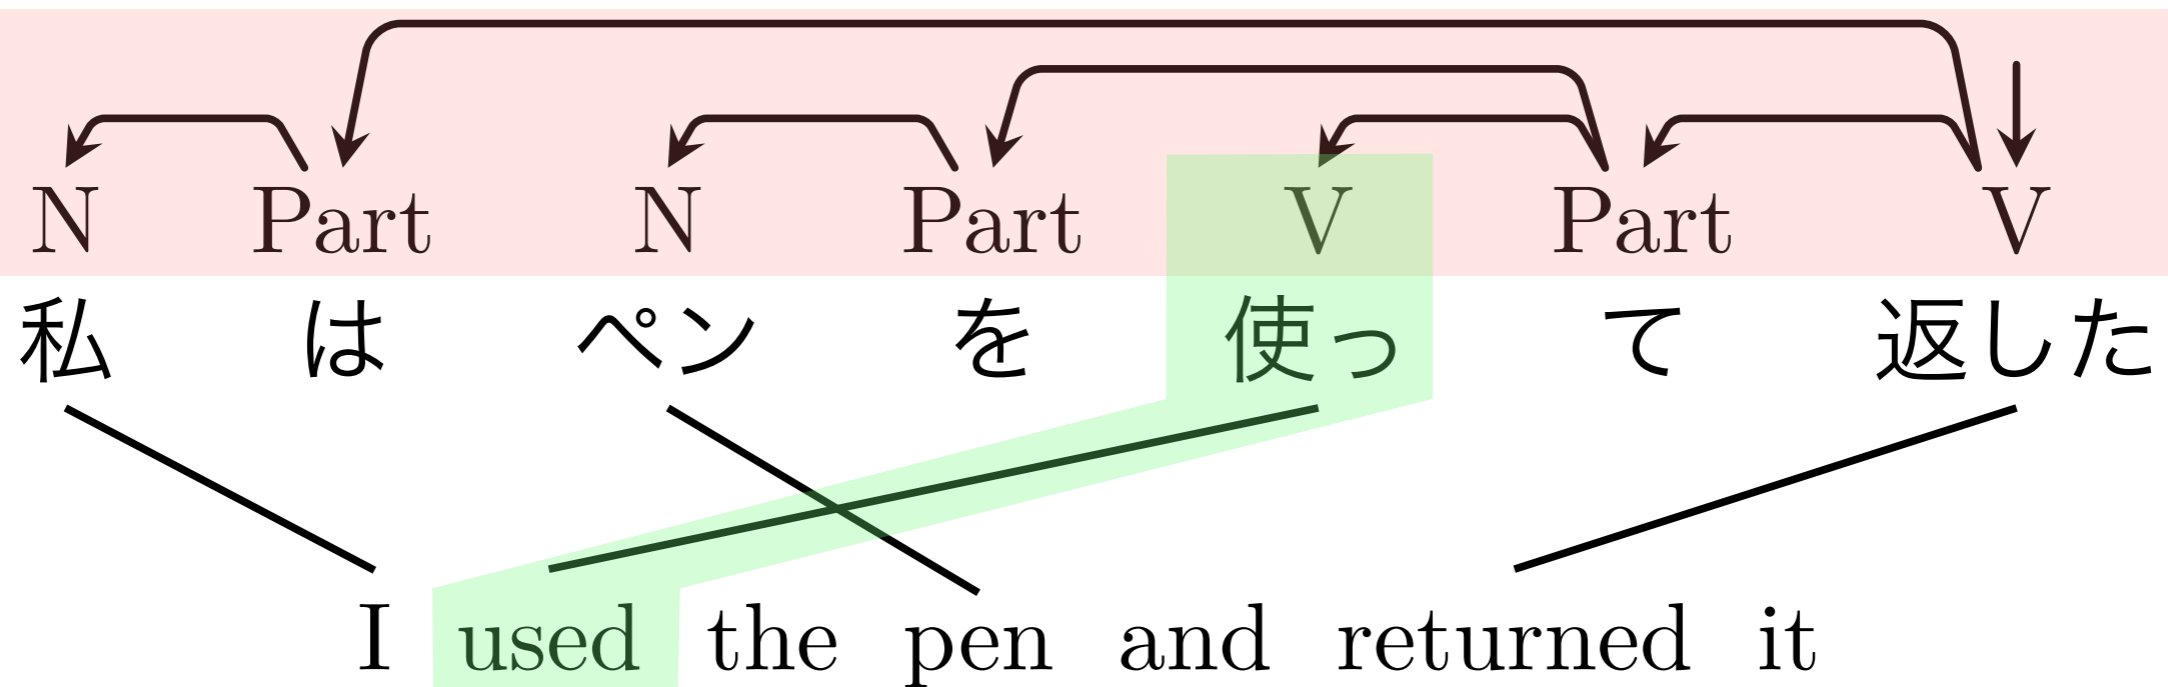 N Part N Part V Part V
私 は ペン を 使っ て 返した
I used the pen and returned it